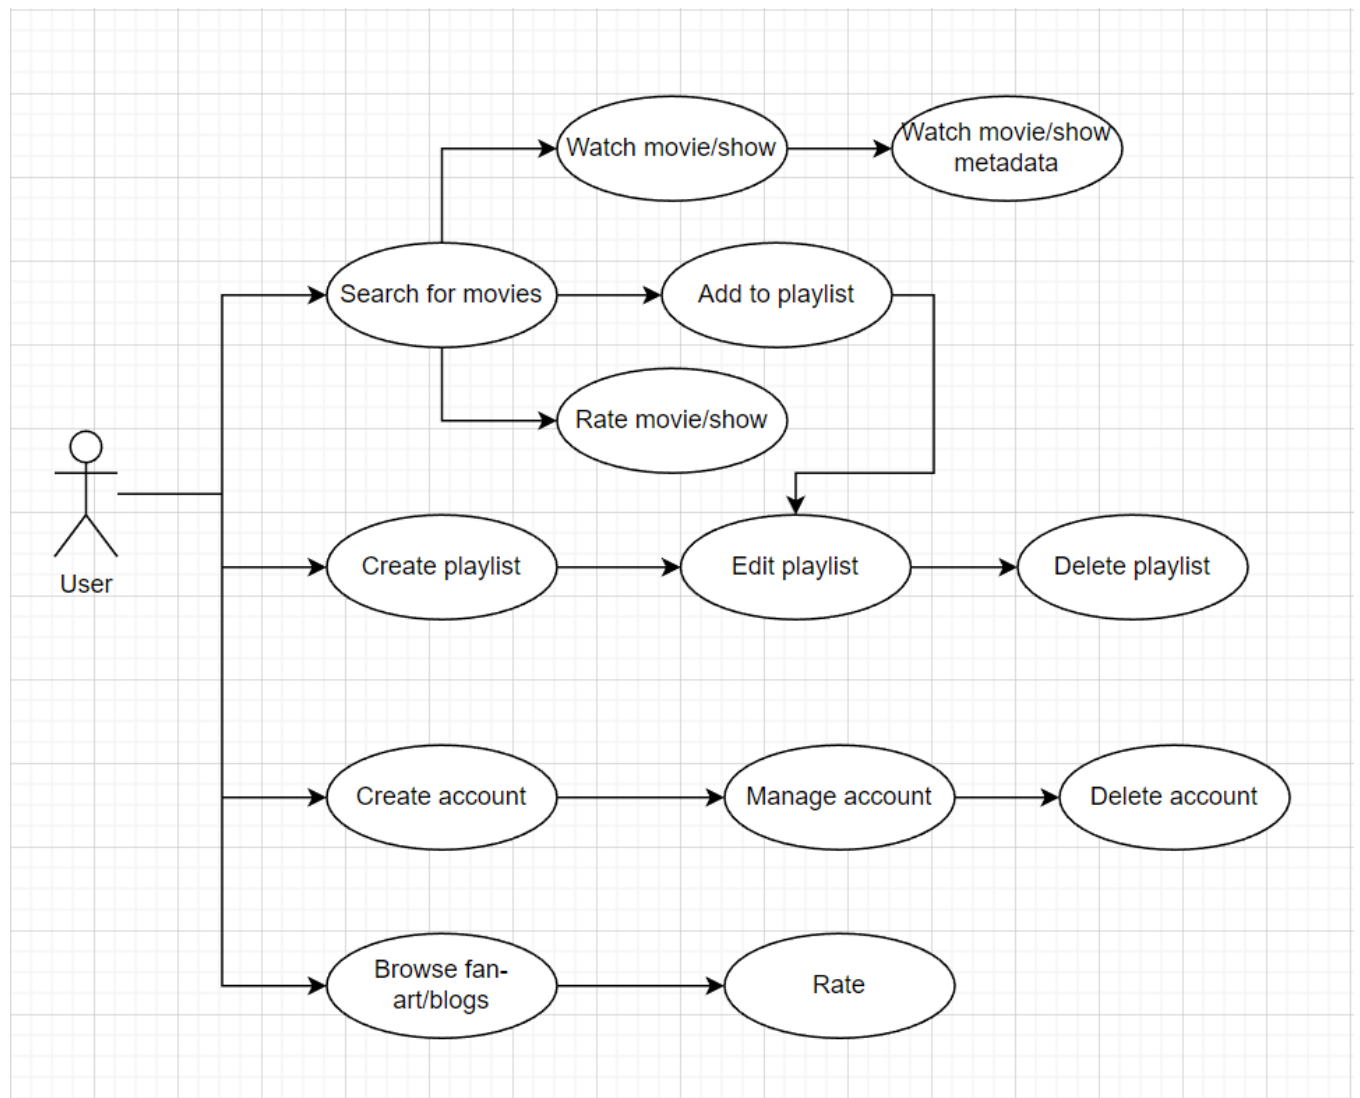 Watch movie/show
Watch movie/show
metadata
Search for movies
Add to playlist
Rate movie/show
User
Create playlist
Edit playlist
Delete playlist
Create account
Manage account
Delete account
Browse fan-
art/blogs
Rate